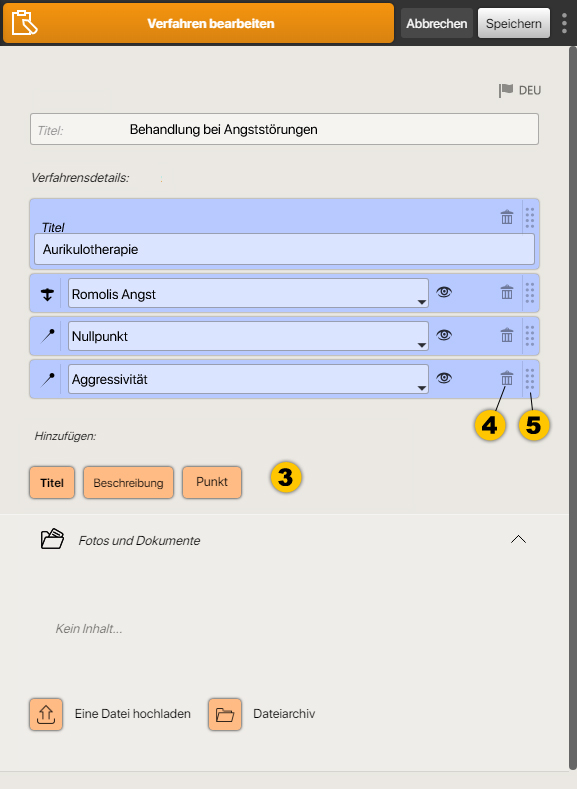 Verfahren bearbeiten
Abbrechen
Speichern
DEU
Titel: Behandlung bei Angststörungen
Verfahrensdetails:
Titel
Aurikulotherapie
Romolis Angst
Nullpunkt
Aggressivität
4 5
Hinzufügen:
Titel Beschreibung Punkt 3
Fotos und Dokumente
Kein Inhalt...
Eine Datei hochladen Dateiarchiv